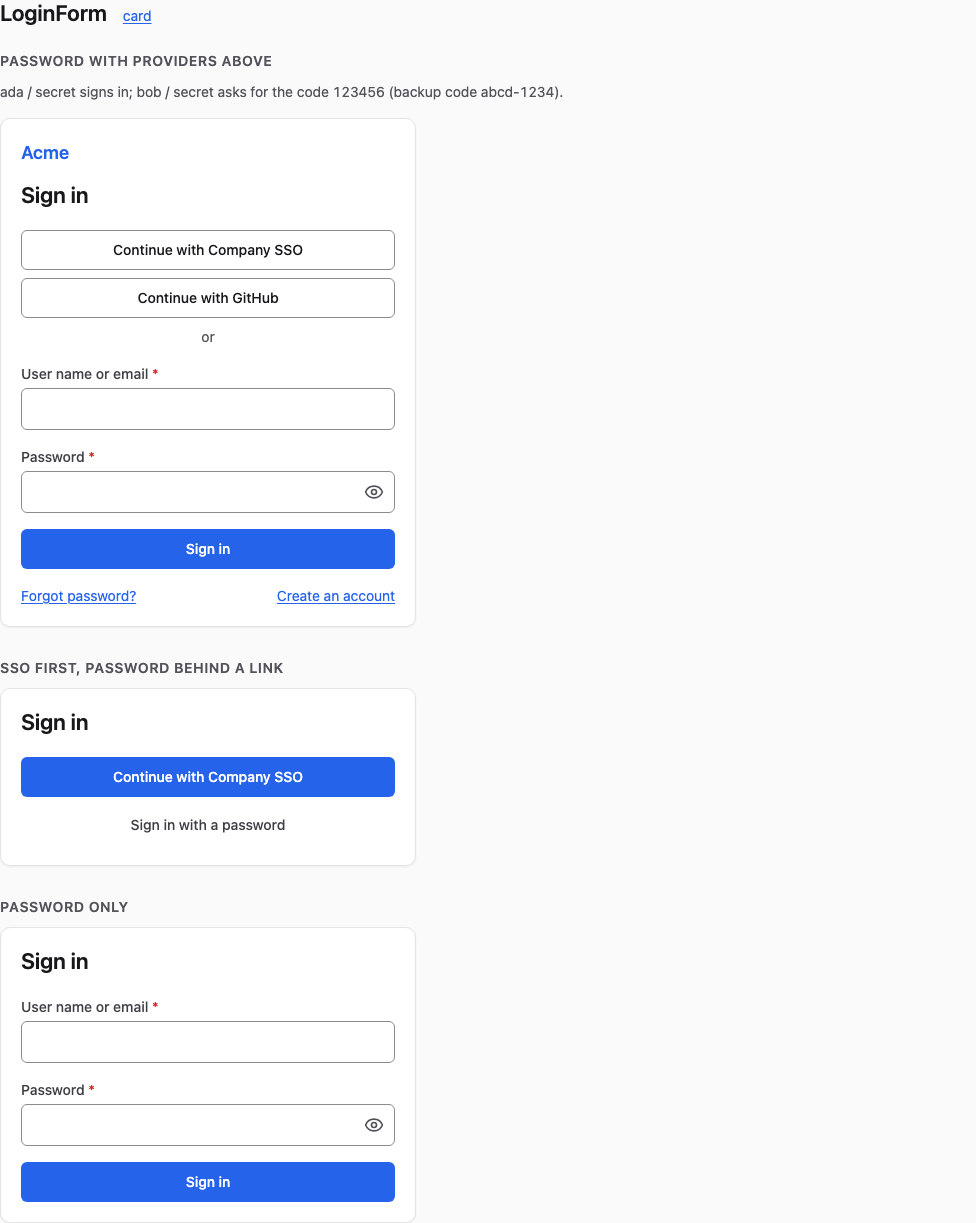 LoginForm card
PASSWORD WITH PROVIDERS ABOVE
ada / secret signs in; bob / secret asks for the code 123456 (backup code abcd-1234).
Acme
Sign in
Continue with Company SSO
Continue with GitHub
or
User name or email *
Password *
Sign in
Forgot password? Create an account
SSO FIRST, PASSWORD BEHIND A LINK
Sign in
Continue with Company SSO
Sign in with a password
PASSWORD ONLY
Sign in
User name or email *
Password *
Sign in